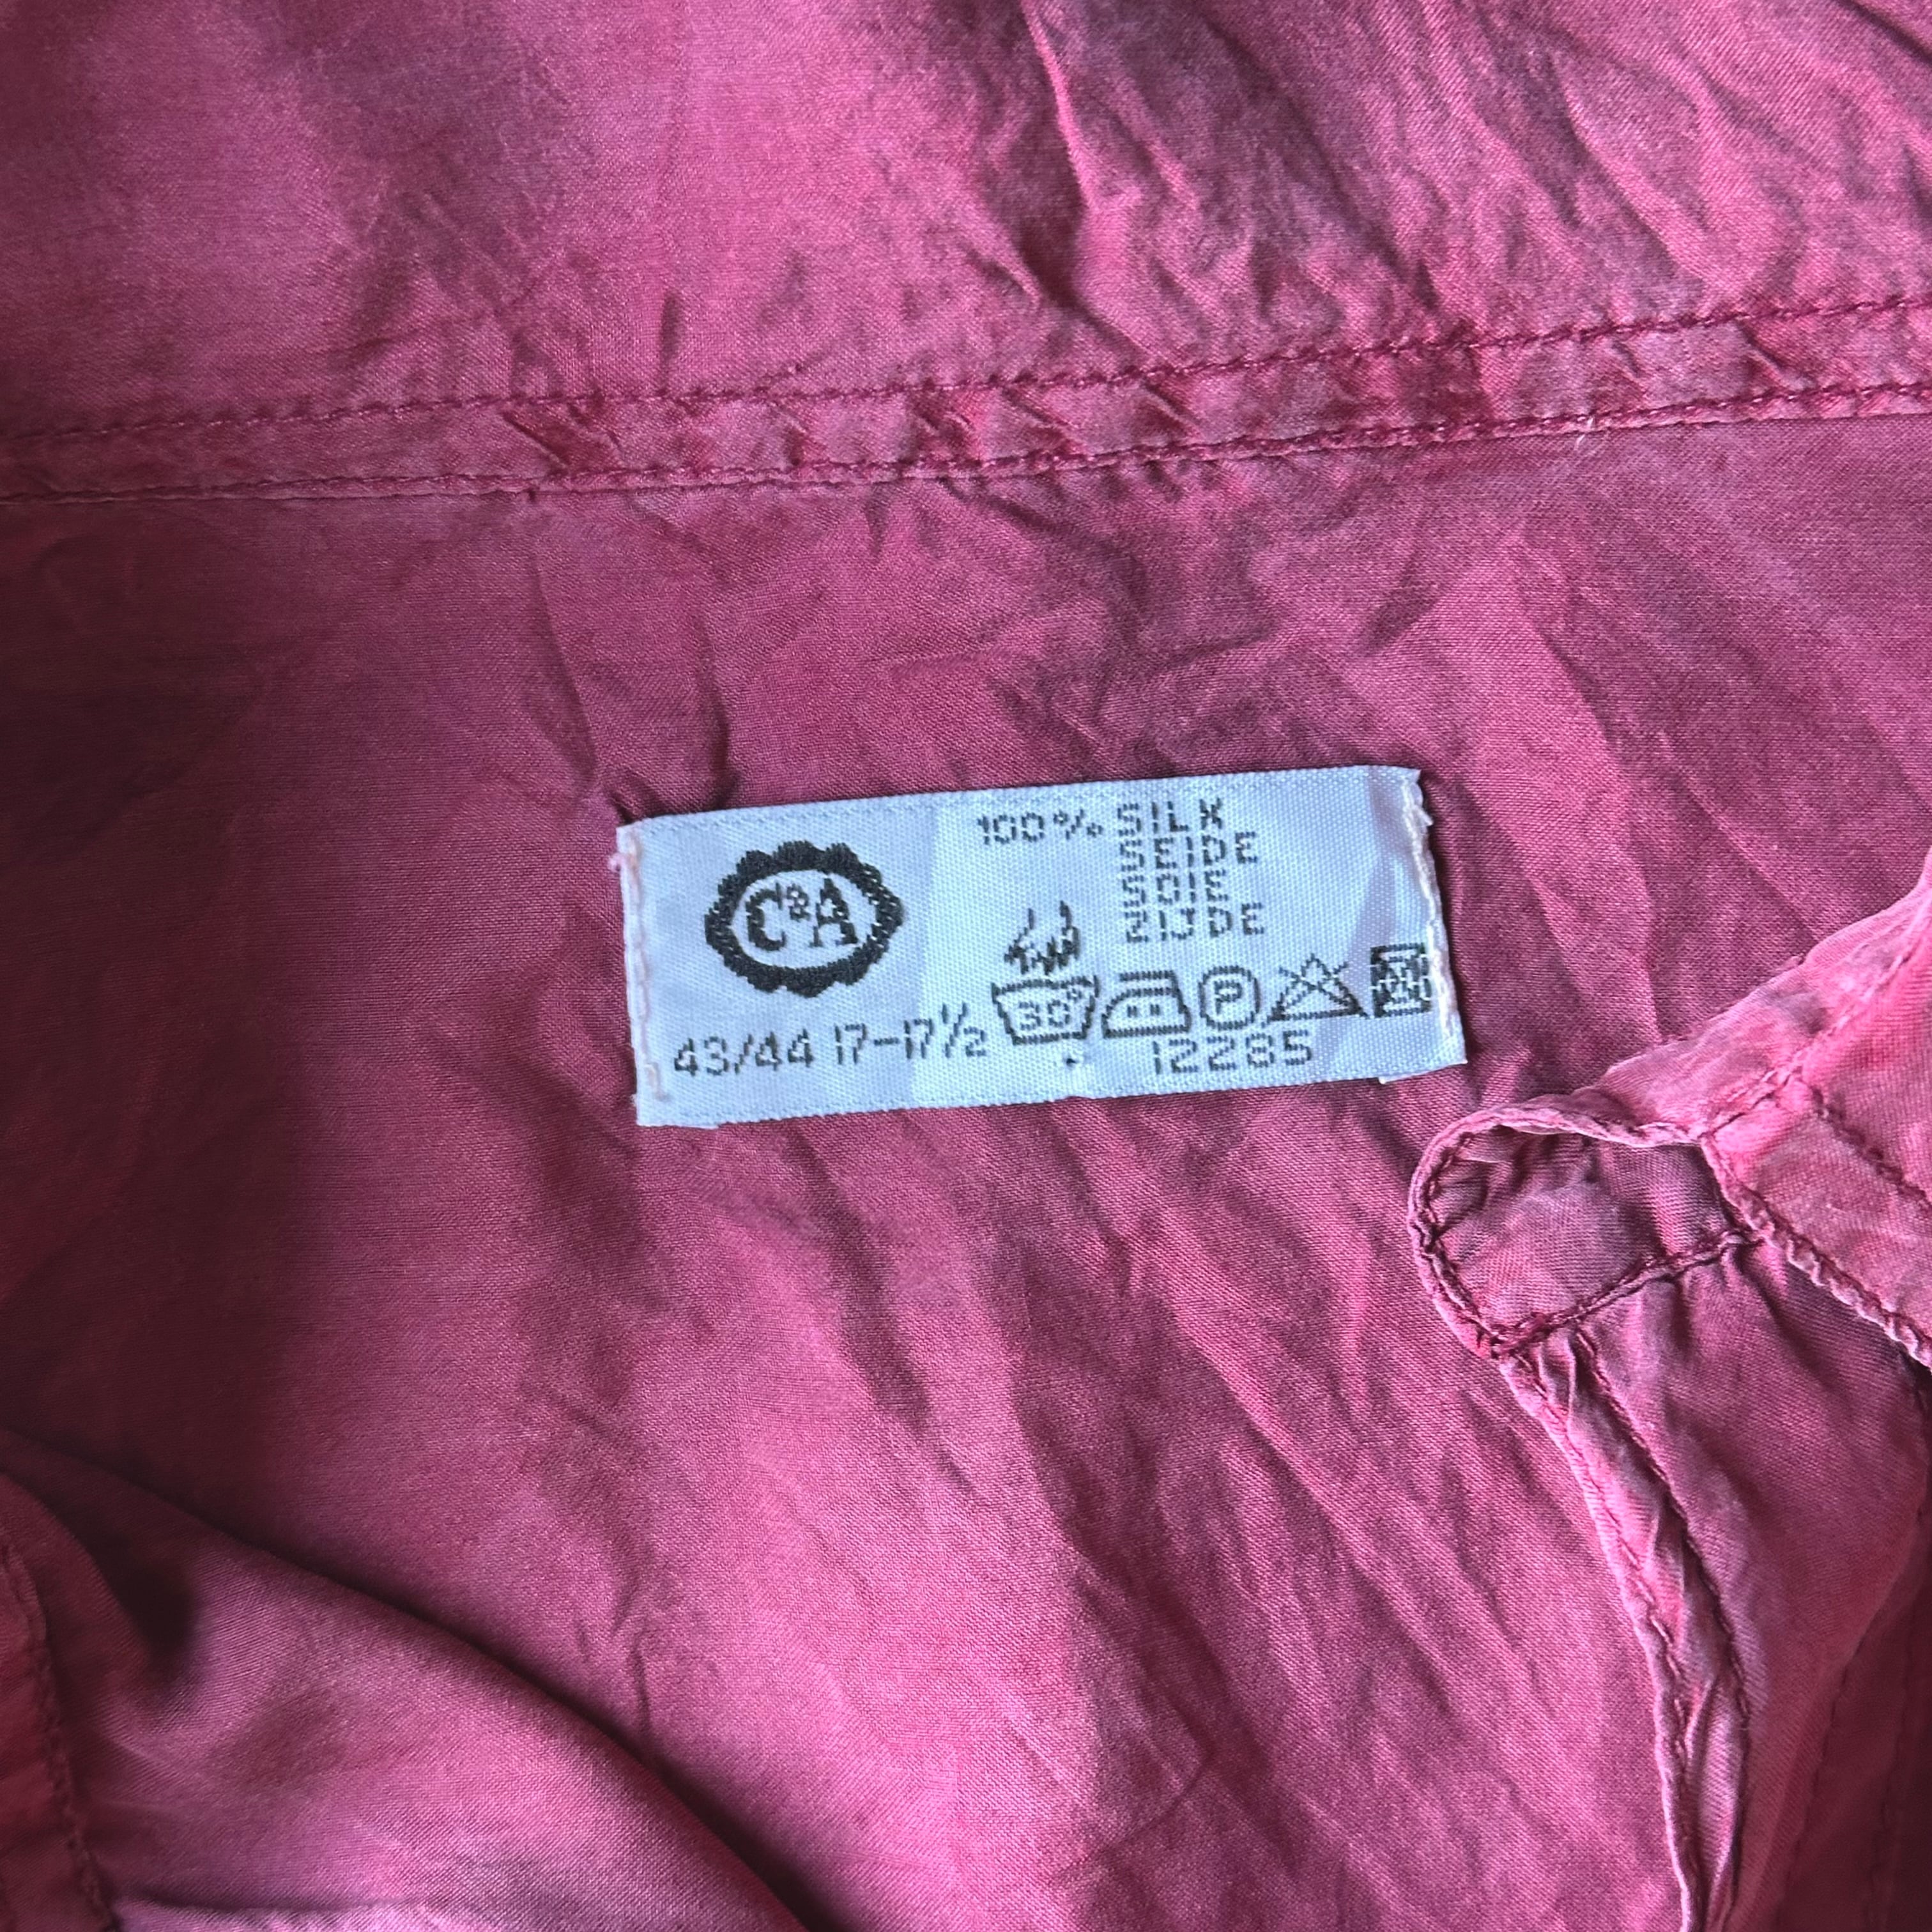 C&A
100% SILK
SEIDE
SOIE
ZIJDE
30°
P
43/44 17-17½
12285